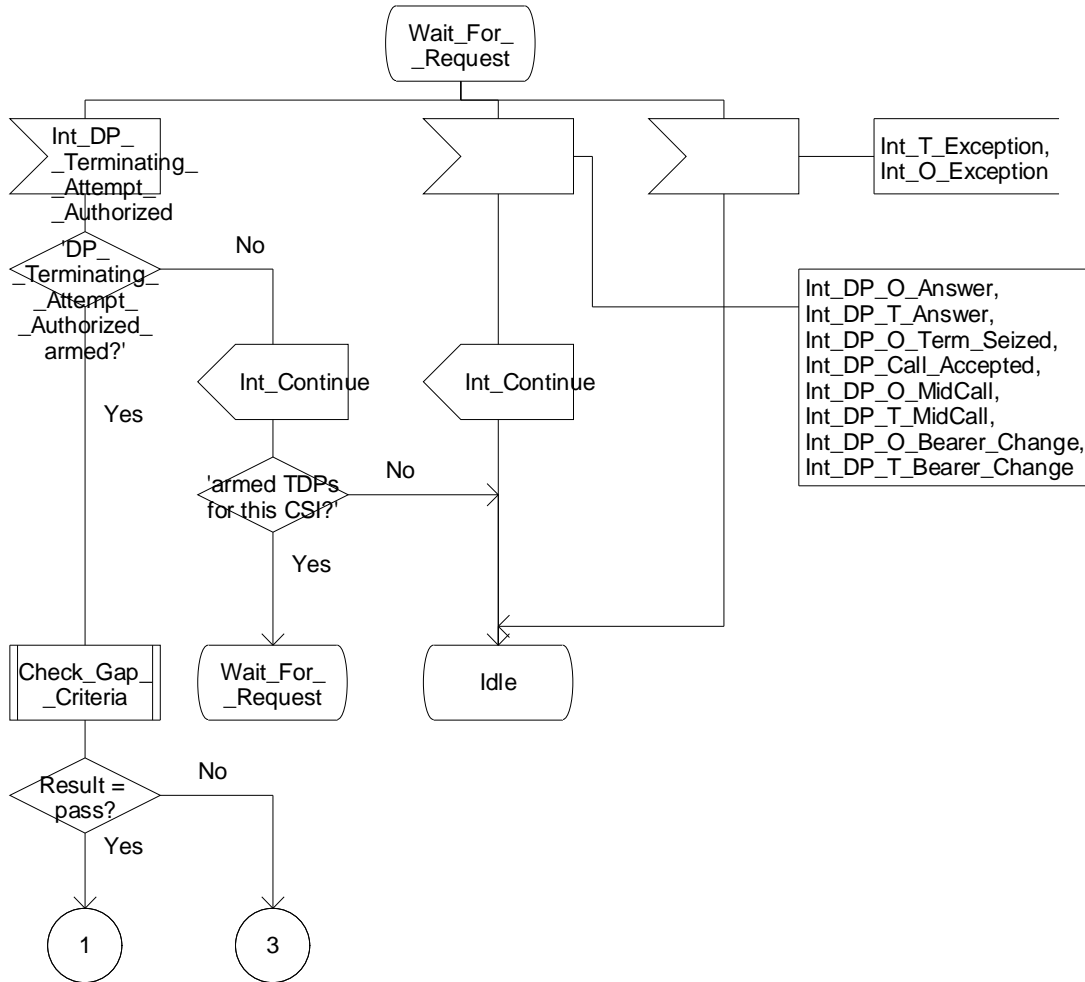 Wait_For_
_Request
Int_DP_
_Terminating_
_Attempt_
_Authorized
Int_T_Exception,
Int_O_Exception
'DP_
_Terminating_
_Attempt_
_Authorized_
armed?'
No
Yes
Int_DP_O_Answer,
Int_DP_T_Answer,
Int_DP_O_Term_Seized,
Int_DP_Call_Accepted,
Int_DP_O_MidCall,
Int_DP_T_MidCall,
Int_DP_O_Bearer_Change,
Int_DP_T_Bearer_Change
Int_Continue
Int_Continue
'armed TDPs
for this CSI?'
No
Yes
Check_Gap_
_Criteria
Wait_For_
_Request
Idle
Result =
pass?
No
Yes
1
3